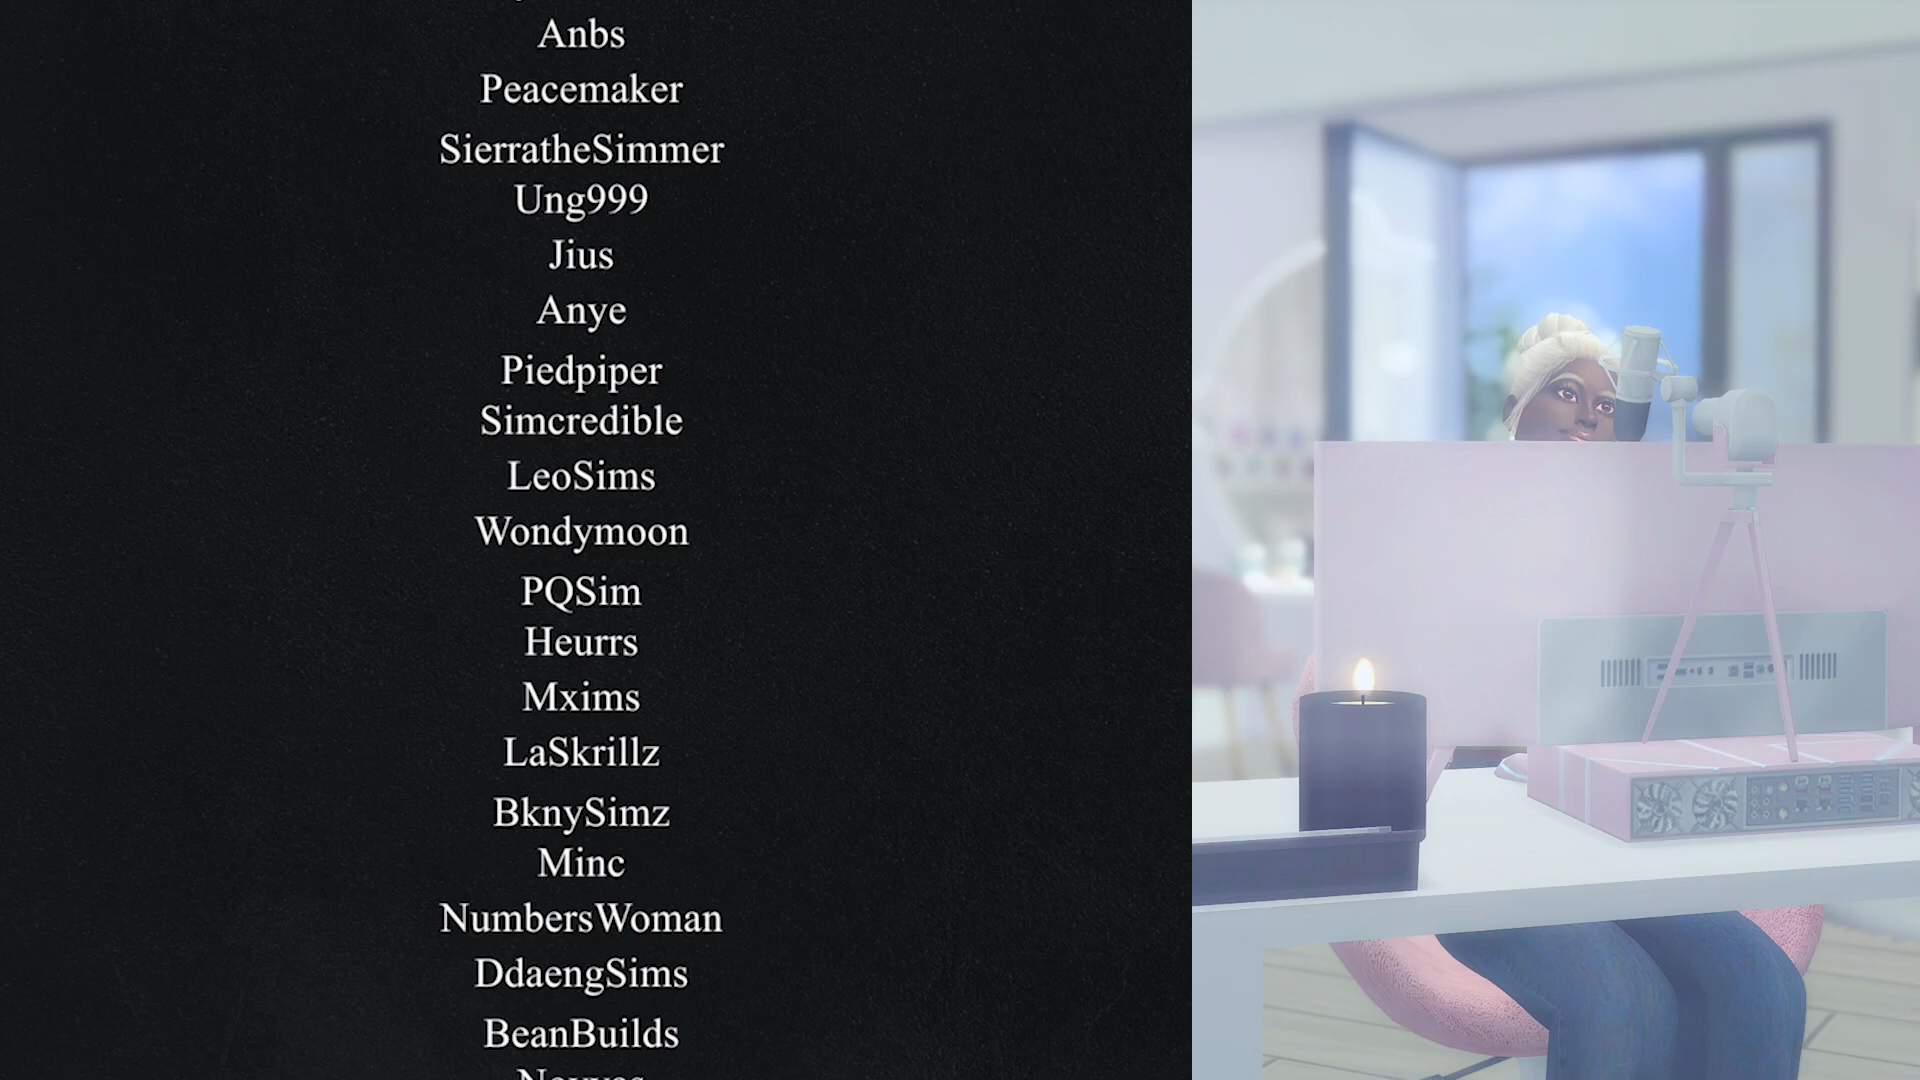 Anbs
Peacemaker
SierratheSimmer
Ung999
Jius
Anye
Piedpiper
Simcredible
LeoSims
Wondymoon
PQSim
Heurrs
Mxims
LaSkrillz
BknySimz
Minc
NumbersWoman
DdaengSims
BeanBuilds